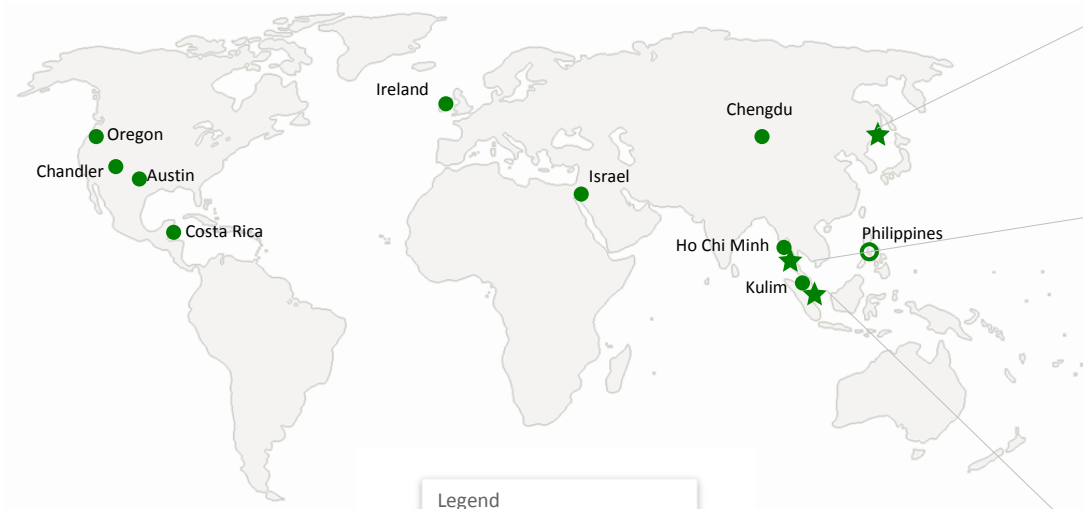 Ireland
Chengdu
Oregon
Chandler
Austin
Israel
Costa Rica
Ho Chi Minh
Philippines
Kulim
Legend